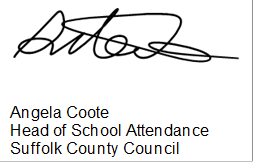 Angela Coote
Head of School Attendance
Suffolk County Council